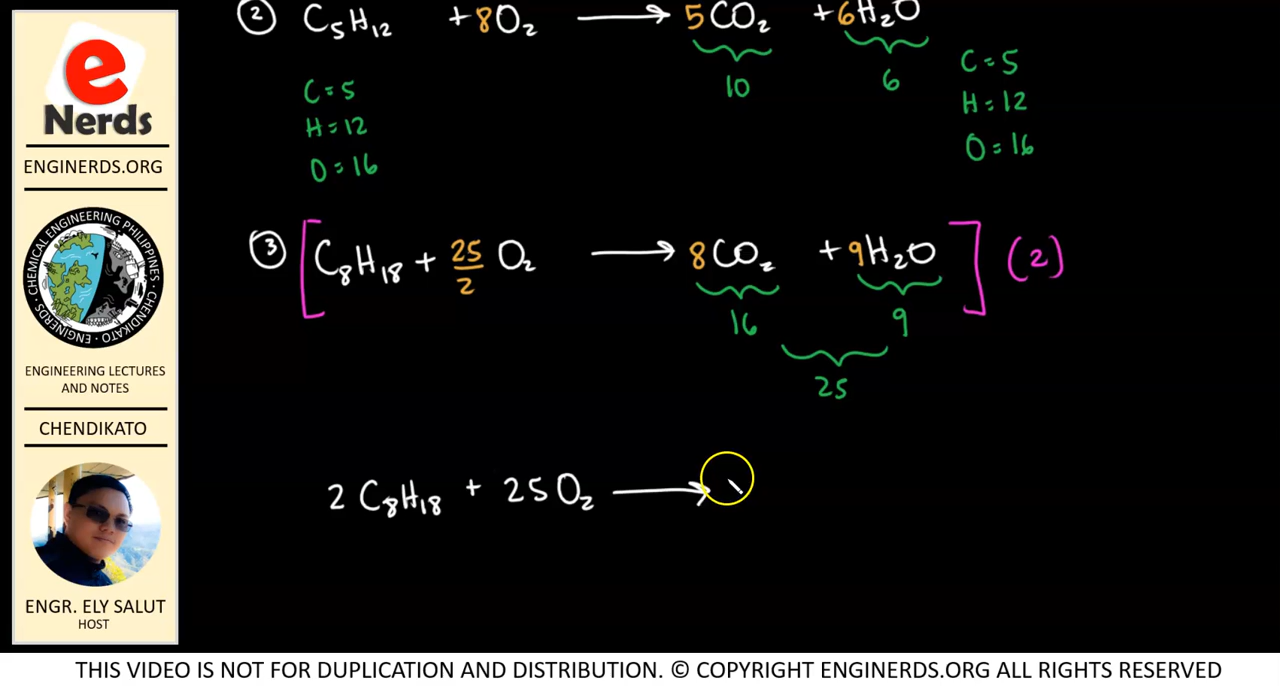 e
Nerds
ENGINERDS.ORG
CHEMICAL ENGINEERING PHILIPPINES
ENGINERDS · CHENDIKATO ·
ENGINEERING LECTURES
AND NOTES
CHENDIKATO
ENGR. ELY SALUT
HOST
② C₅H₁₂ + 8O₂ ⟶ 5CO₂ + 6H₂O
10 6
C = 5
H = 12
O = 16
C = 5
H = 12
O = 16
③ [C₈H₁₈ + 25/2 O₂ ⟶ 8CO₂ + 9H₂O] (2)
16 9
25
2 C₈H₁₈ + 25 O₂ ⟶
THIS VIDEO IS NOT FOR DUPLICATION AND DISTRIBUTION. © COPYRIGHT ENGINERDS.ORG ALL RIGHTS RESERVED